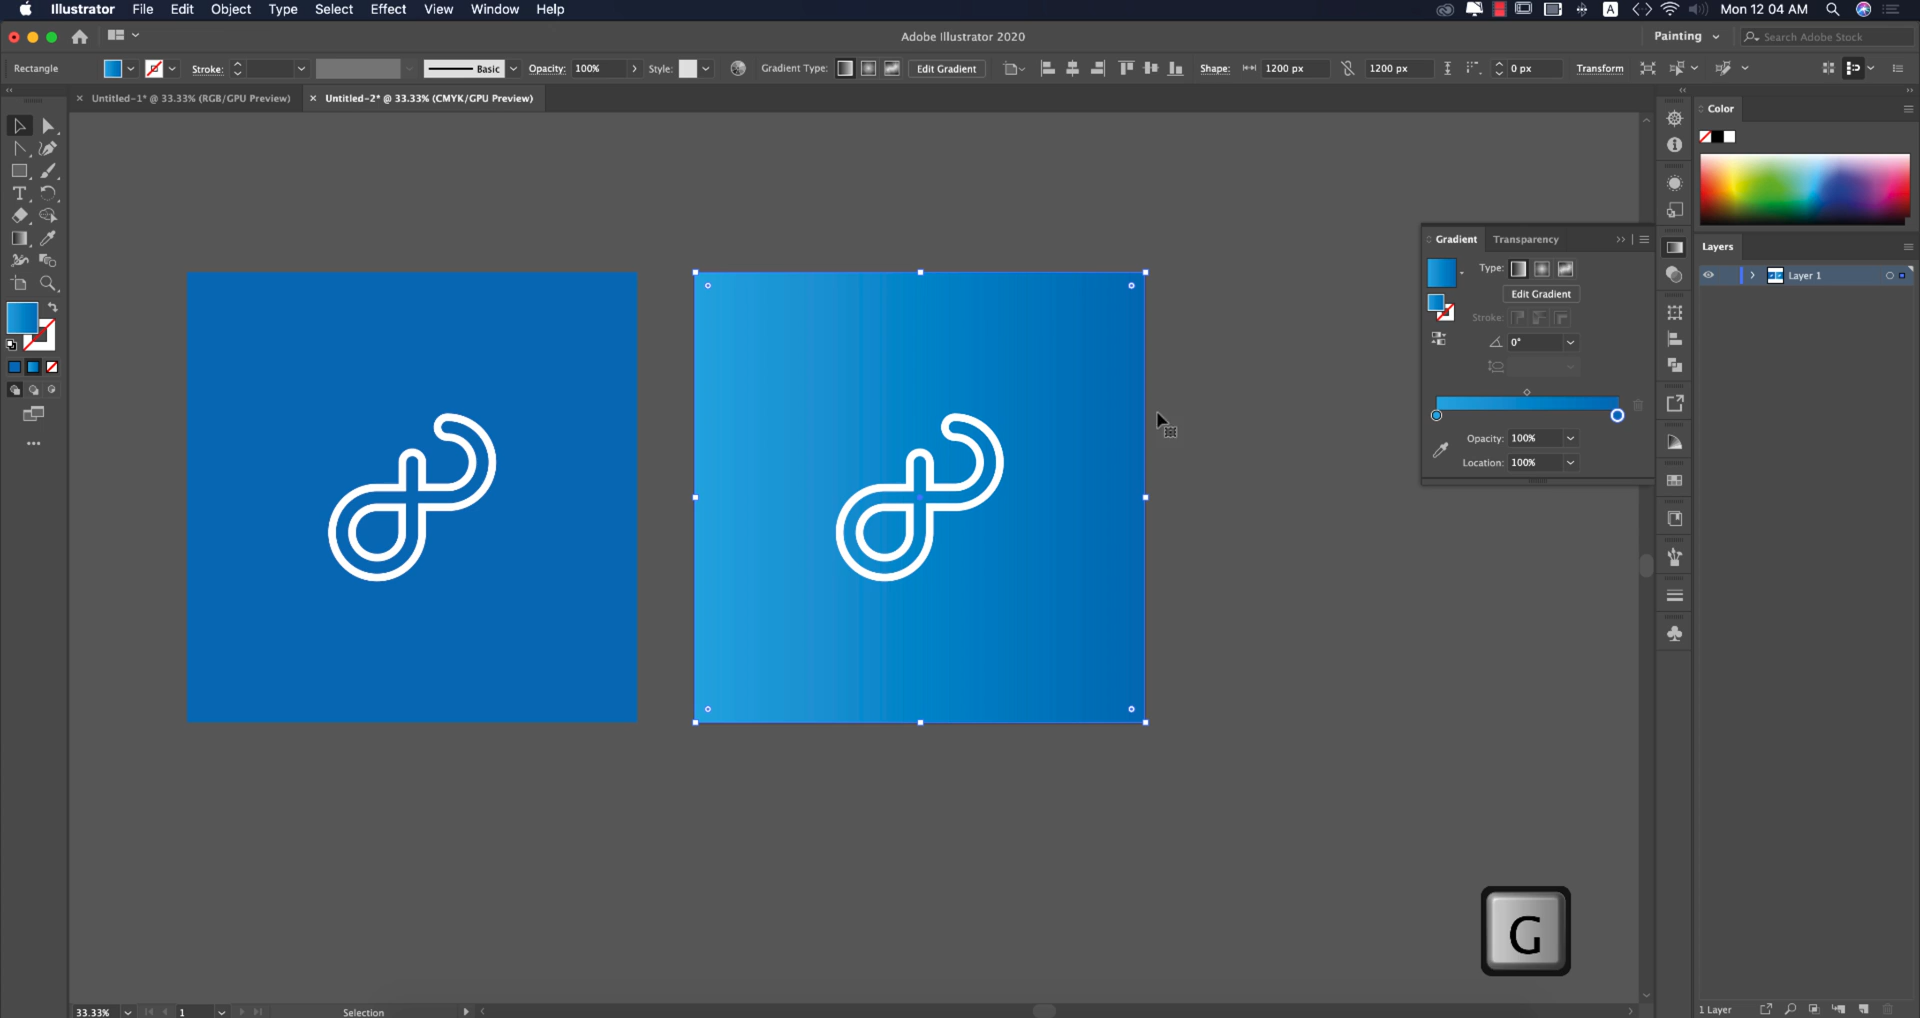 Illustrator File Edit Object Type Select Effect View Window Help A Mon 12 04 AM
Adobe Illustrator 2020 Painting Search Adobe Stock
Rectangle Stroke: Basic Opacity: 100% Style: Gradient Type: Edit Gradient Shape: 1200 px 1200 px 0 px Transform
Untitled-1* @ 33.33% (RGB/GPU Preview) Untitled-2* @ 33.33% (CMYK/GPU Preview)
Color
Gradient Transparency
Type:
Edit Gradient
Stroke:
0°
Opacity: 100%
Location: 100%
Layers
Layer 1
G
33.33% 1 Selection
1 Layer